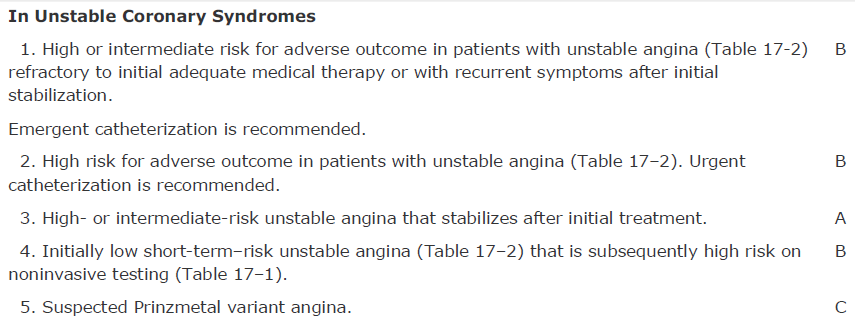 In Unstable Coronary Syndromes
1. High or intermediate risk for adverse outcome in patients with unstable angina (Table 17-2) B
refractory to initial adequate medical therapy or with recurrent symptoms after initial
stabilization.
Emergent catheterization is recommended.
2. High risk for adverse outcome in patients with unstable angina (Table 17–2). Urgent B
catheterization is recommended.
3. High- or intermediate-risk unstable angina that stabilizes after initial treatment. A
4. Initially low short-term–risk unstable angina (Table 17–2) that is subsequently high risk on B
noninvasive testing (Table 17–1).
5. Suspected Prinzmetal variant angina. C